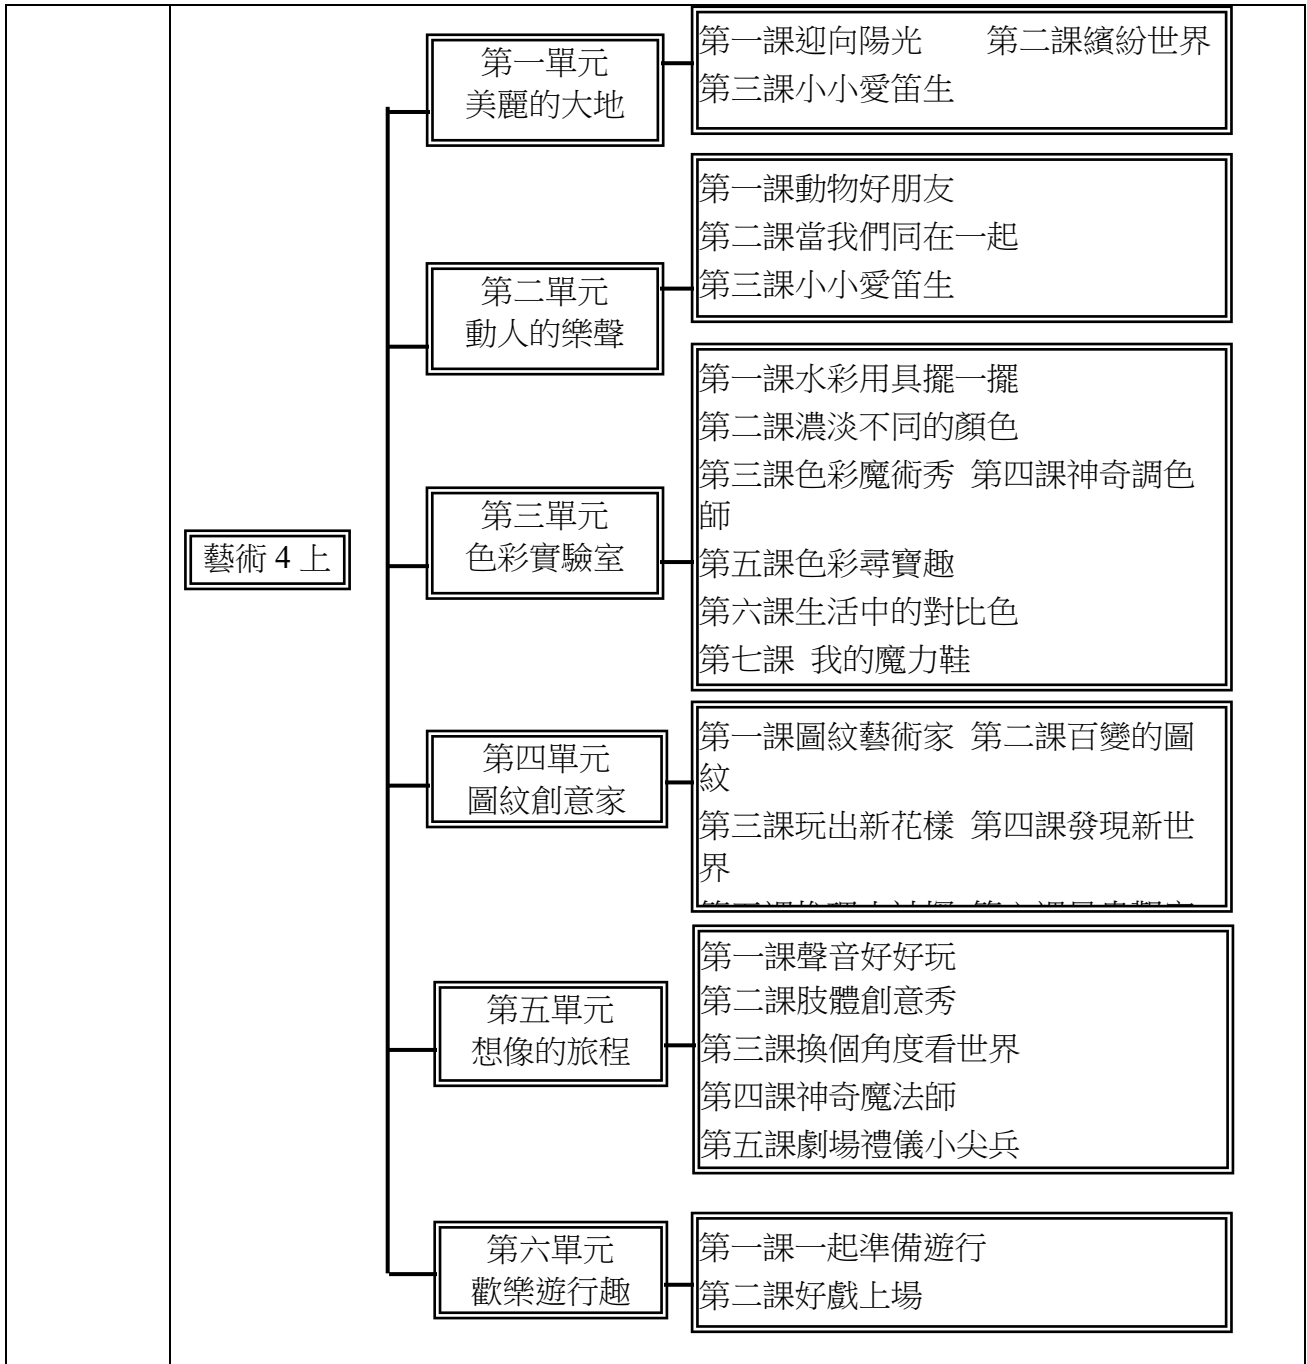 藝術 4 上
第一單元
美麗的大地
第一課迎向陽光 第二課繽紛世界
第三課小小愛笛生
第二單元
動人的樂聲
第一課動物好朋友
第二課當我們同在一起
第三課小小愛笛生
第三單元
色彩實驗室
第一課水彩用具擺一擺
第二課濃淡不同的顏色
第三課色彩魔術秀 第四課神奇調色
師
第五課色彩尋寶趣
第六課生活中的對比色
第七課 我的魔力鞋
第四單元
圖紋創意家
第一課圖紋藝術家 第二課百變的圖
紋
第三課玩出新花樣 第四課發現新世
界
第五單元
想像的旅程
第一課聲音好好玩
第二課肢體創意秀
第三課換個角度看世界
第四課神奇魔法師
第五課劇場禮儀小尖兵
第六單元
歡樂遊行趣
第一課一起準備遊行
第二課好戲上場